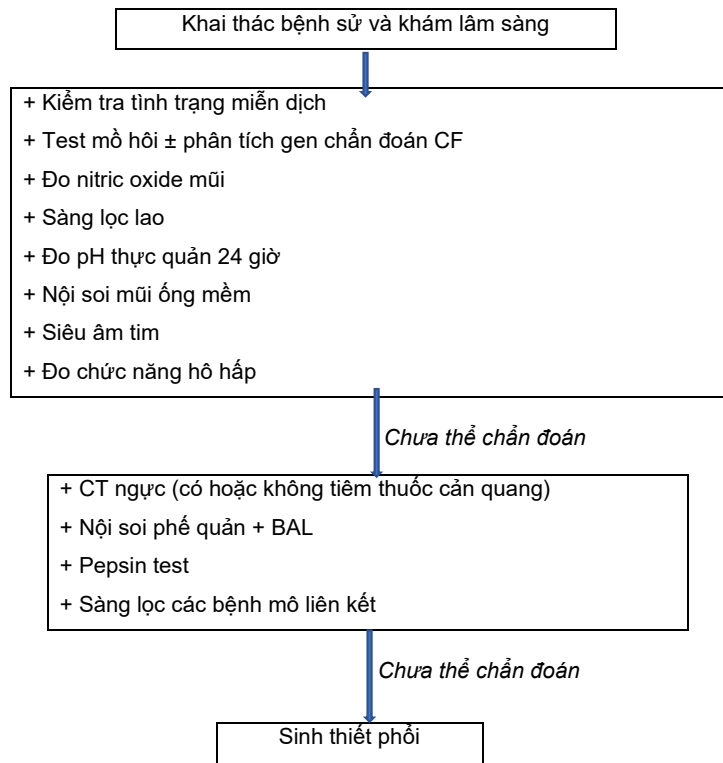 Khai thác bệnh sử và khám lâm sàng
+ Kiểm tra tình trạng miễn dịch
+ Test mồ hôi ± phân tích gen chẩn đoán CF
+ Đo nitric oxide mũi
+ Sàng lọc lao
+ Đo pH thực quản 24 giờ
+ Nội soi mũi ống mềm
+ Siêu âm tim
+ Đo chức năng hô hấp
Chưa thể chẩn đoán
+ CT ngực (có hoặc không tiêm thuốc cản quang)
+ Nội soi phế quản + BAL
+ Pepsin test
+ Sàng lọc các bệnh mô liên kết
Chưa thể chẩn đoán
Sinh thiết phổi